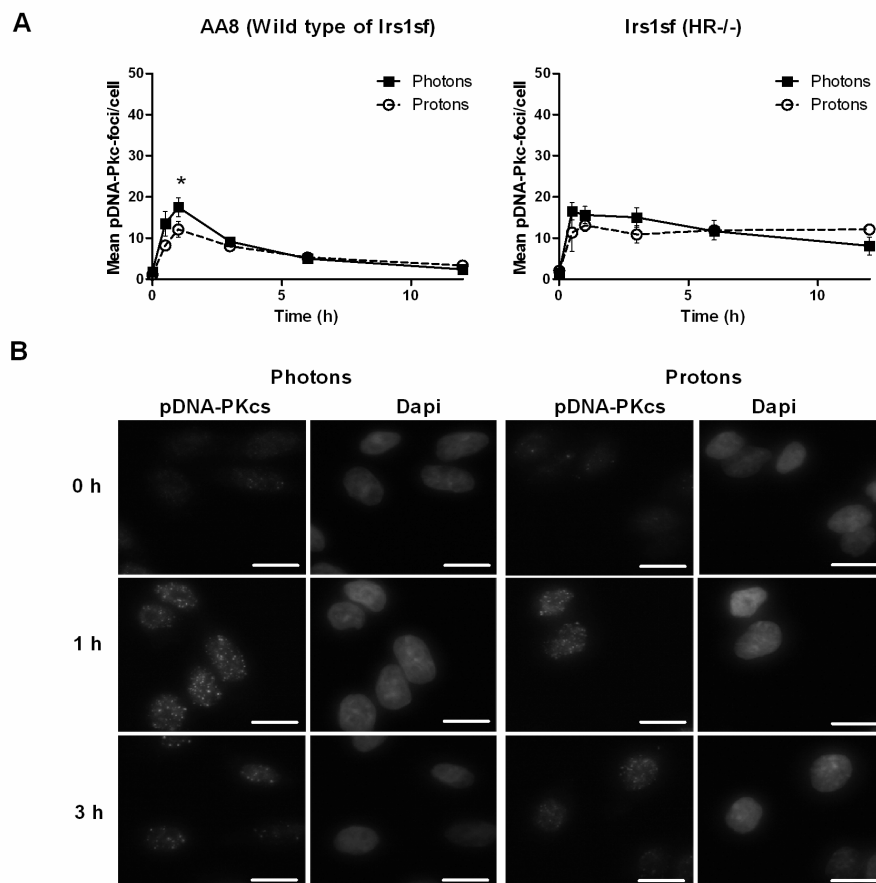 A
AA8 (Wild type of Irs1sf)
Irs1sf (HR-/-)
Mean pDNA-Pkc-foci/cell
50
40
30
20
10
0
0
5
10
Time (h)
Photons
Protons
*
Mean pDNA-Pkc-foci/cell
50
40
30
20
10
0
0
5
10
Time (h)
Photons
Protons
B
Photons
Protons
pDNA-PKcs
Dapi
pDNA-PKcs
Dapi
0 h
1 h
3 h